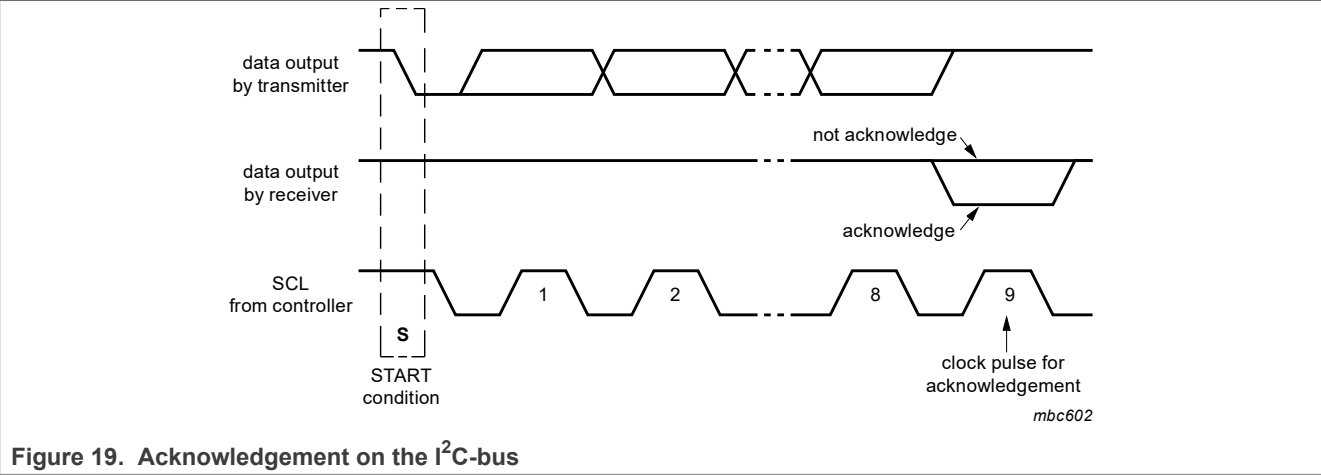 data output
by transmitter
not acknowledge
data output
by receiver
acknowledge
SCL
from controller
1
2
8
9
S
START
condition
clock pulse for
acknowledgement
mbc602
Figure 19. Acknowledgement on the I²C-bus